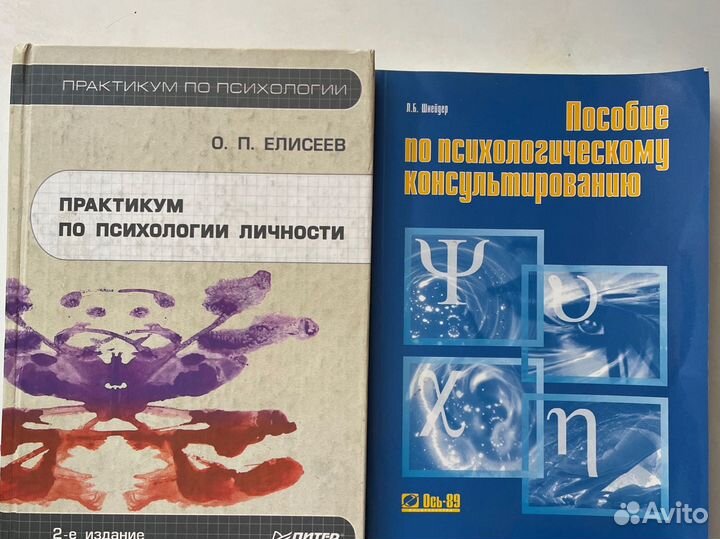 ПРАКТИКУМ ПО ПСИХОЛОГИИ
О. П. ЕЛИСЕЕВ
ПРАКТИКУМ
ПО ПСИХОЛОГИИ ЛИЧНОСТИ
2-е издание
ПИТЕР
Л.Б. Шнейдер
Пособие
по психологическому
консультированию
Ψ
υ
χ
η
Ось-89
Avito